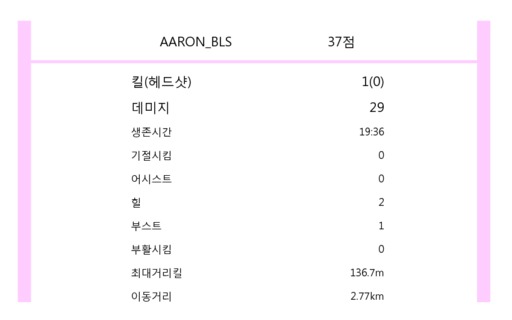 AARON_BLS 37점
킬(헤드샷) 1(0)
데미지 29
생존시간 19:36
기절시킴 0
어시스트 0
힐 2
부스트 1
부활시킴 0
최대거리킬 136.7m
이동거리 2.77km